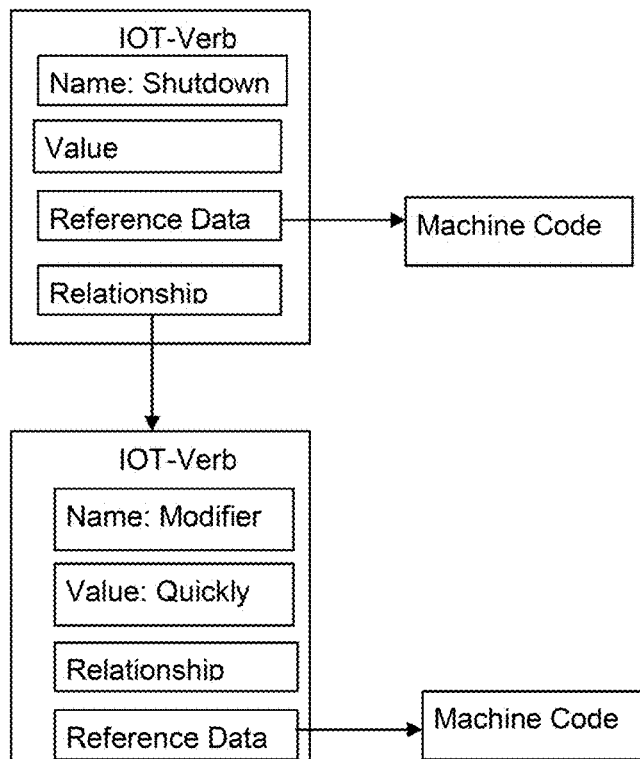 IOT-Verb
Name: Shutdown
Value
Reference Data
Machine Code
Relationship
IOT-Verb
Name: Modifier
Value: Quickly
Relationship
Reference Data
Machine Code